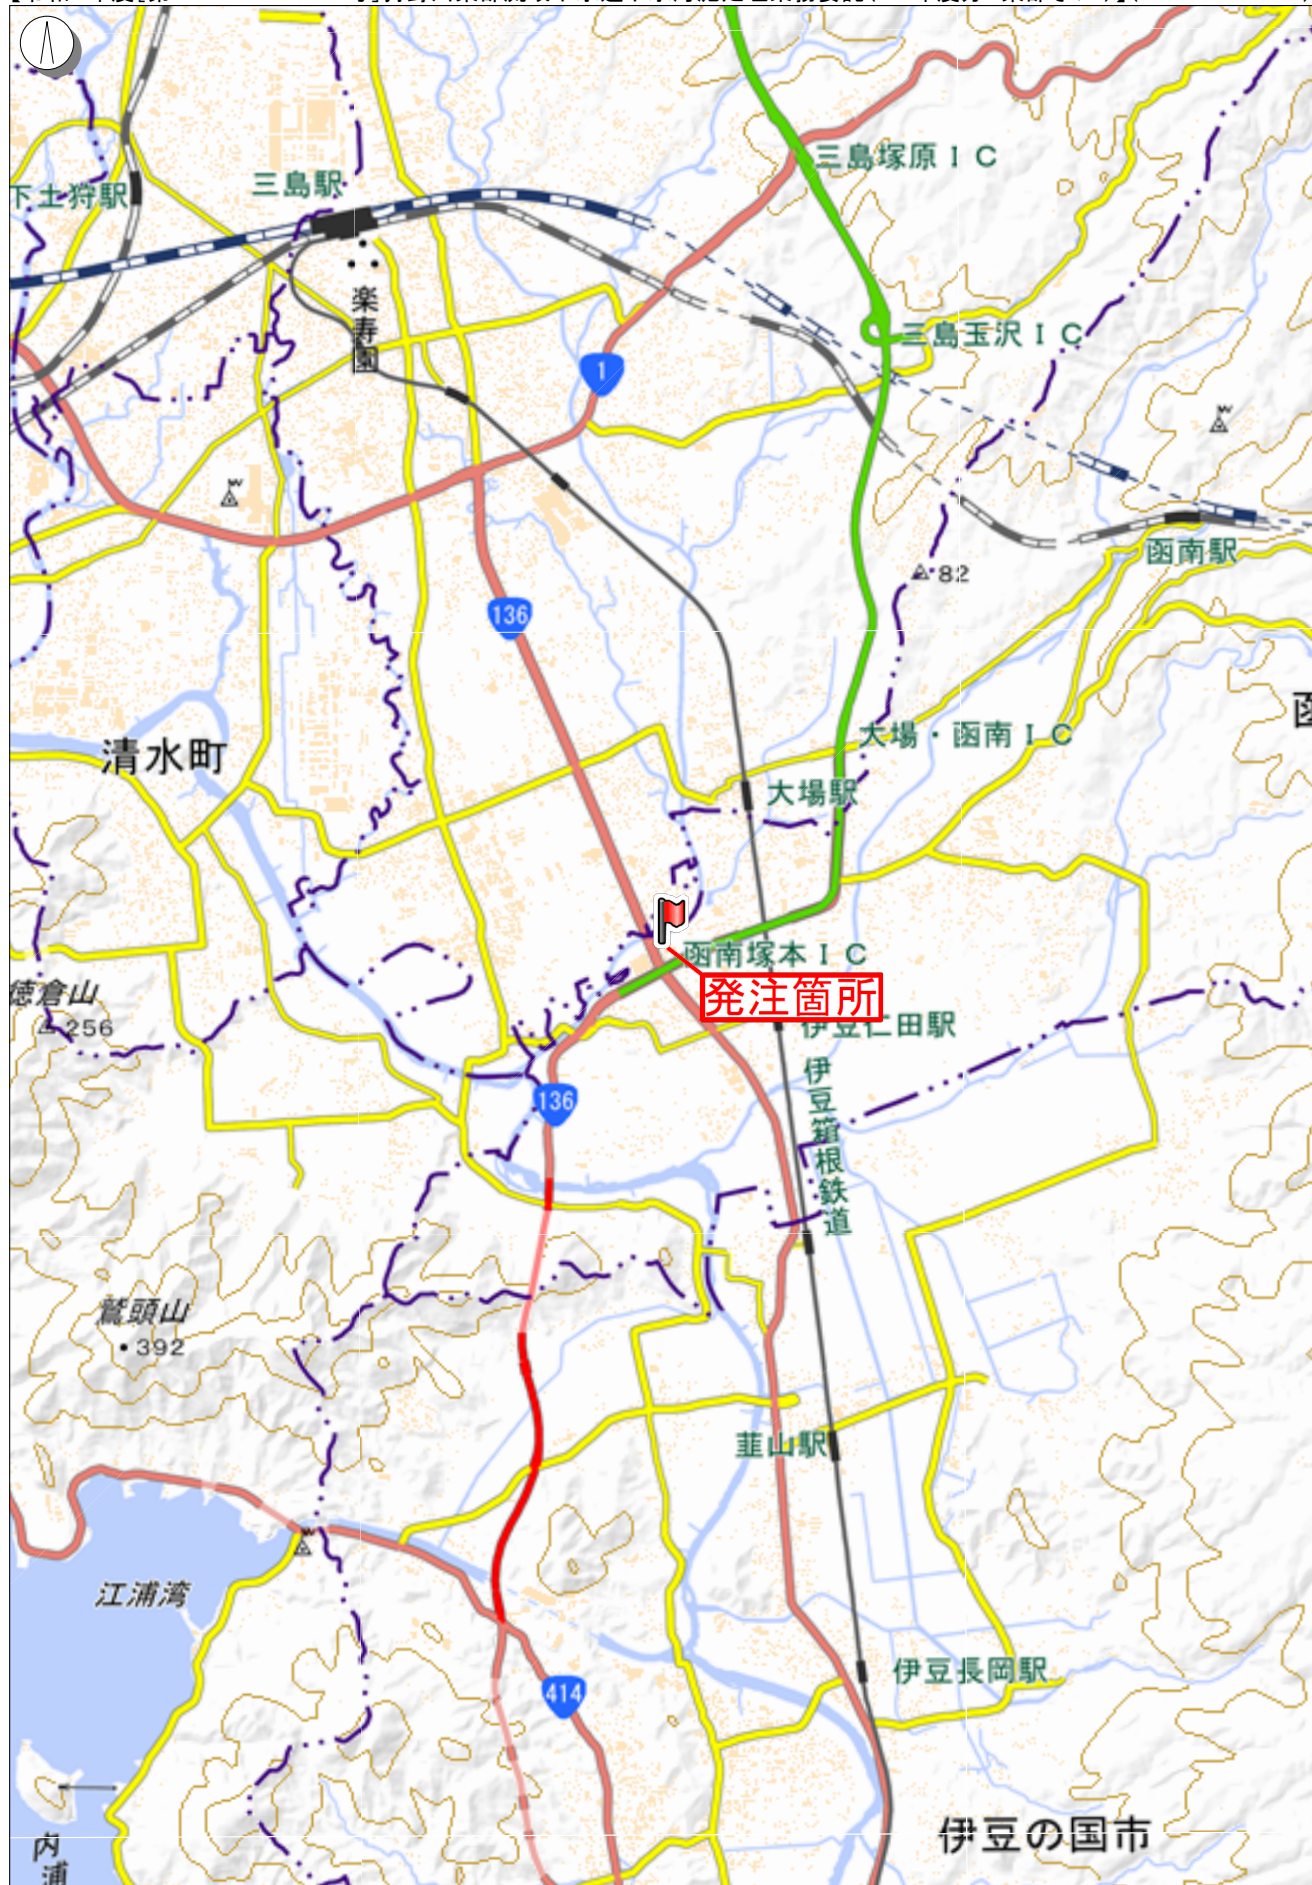 三島塚原ＩＣ
下土狩駅
三島駅
楽寿園
三島玉沢ＩＣ
1
函南駅
82
136
大場・函南ＩＣ
清水町
大場駅
函南塚本ＩＣ
発注箇所
徳倉山
256
伊豆仁田駅
伊豆箱根鉄道
136
鷲頭山
392
韮山駅
江浦湾
伊豆長岡駅
414
伊豆の国市
内浦